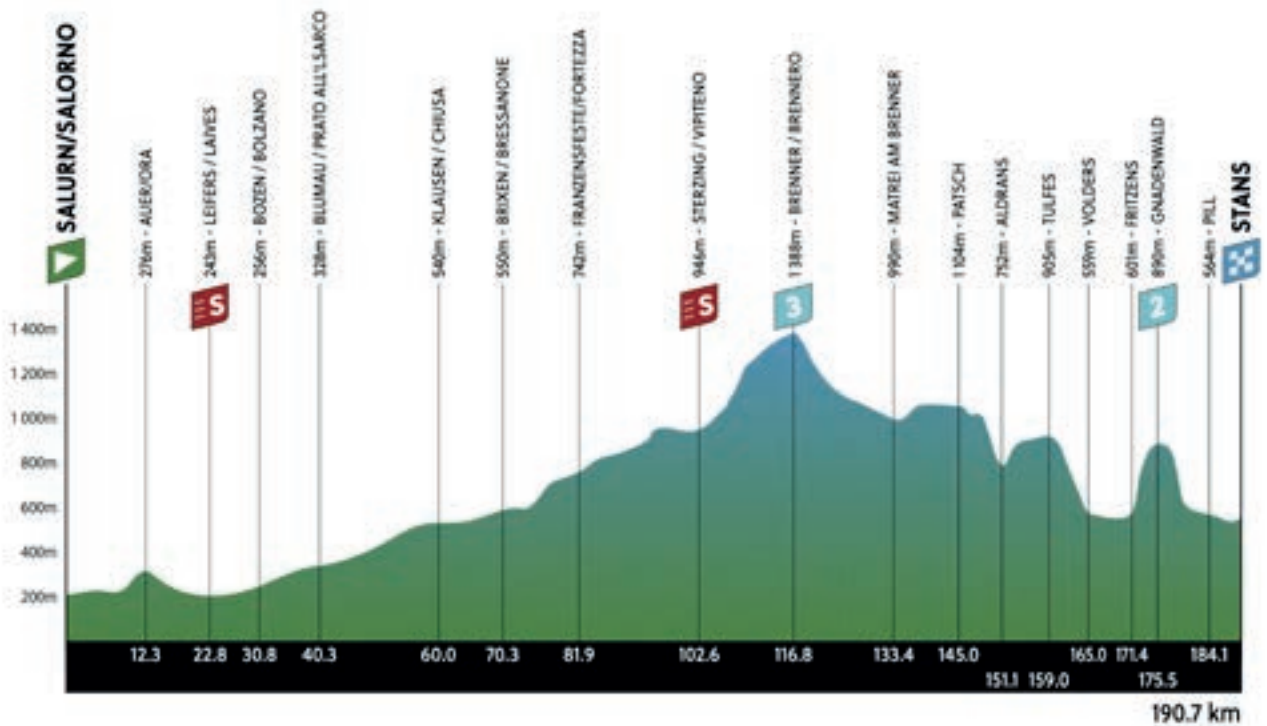 SALURN/SALORNO
276m - AUER/ORA
243m - LEIFERS / LAIVES
256m - BOZEN / BOLZANO
328m - BLUMAU / PRATO ALL'LSARCO
540m - KLAUSEN / CHIUSA
550m - BRIXEN / BRESSANONE
742m - FRANZENSFESTE/FORTEZZA
946m - STERZING / VIPITENO
1 388m - BRENNER / BRENNERO
990m - MATREI AM BRENNER
1 104m - PATSCH
752m - ALDRANS
905m - TULFES
559m - VOLDERS
601m - FRITZENS
890m - GNADENWALD
564m - PILL
STANS
S
S
3
2
1 400m
1 200m
1 000m
800m
600m
400m
200m
12.3 22.8 30.8 40.3 60.0 70.3 81.9 102.6 116.8 133.4 145.0 165.0 171.4 184.1
151.1 159.0 175.5
190.7 km